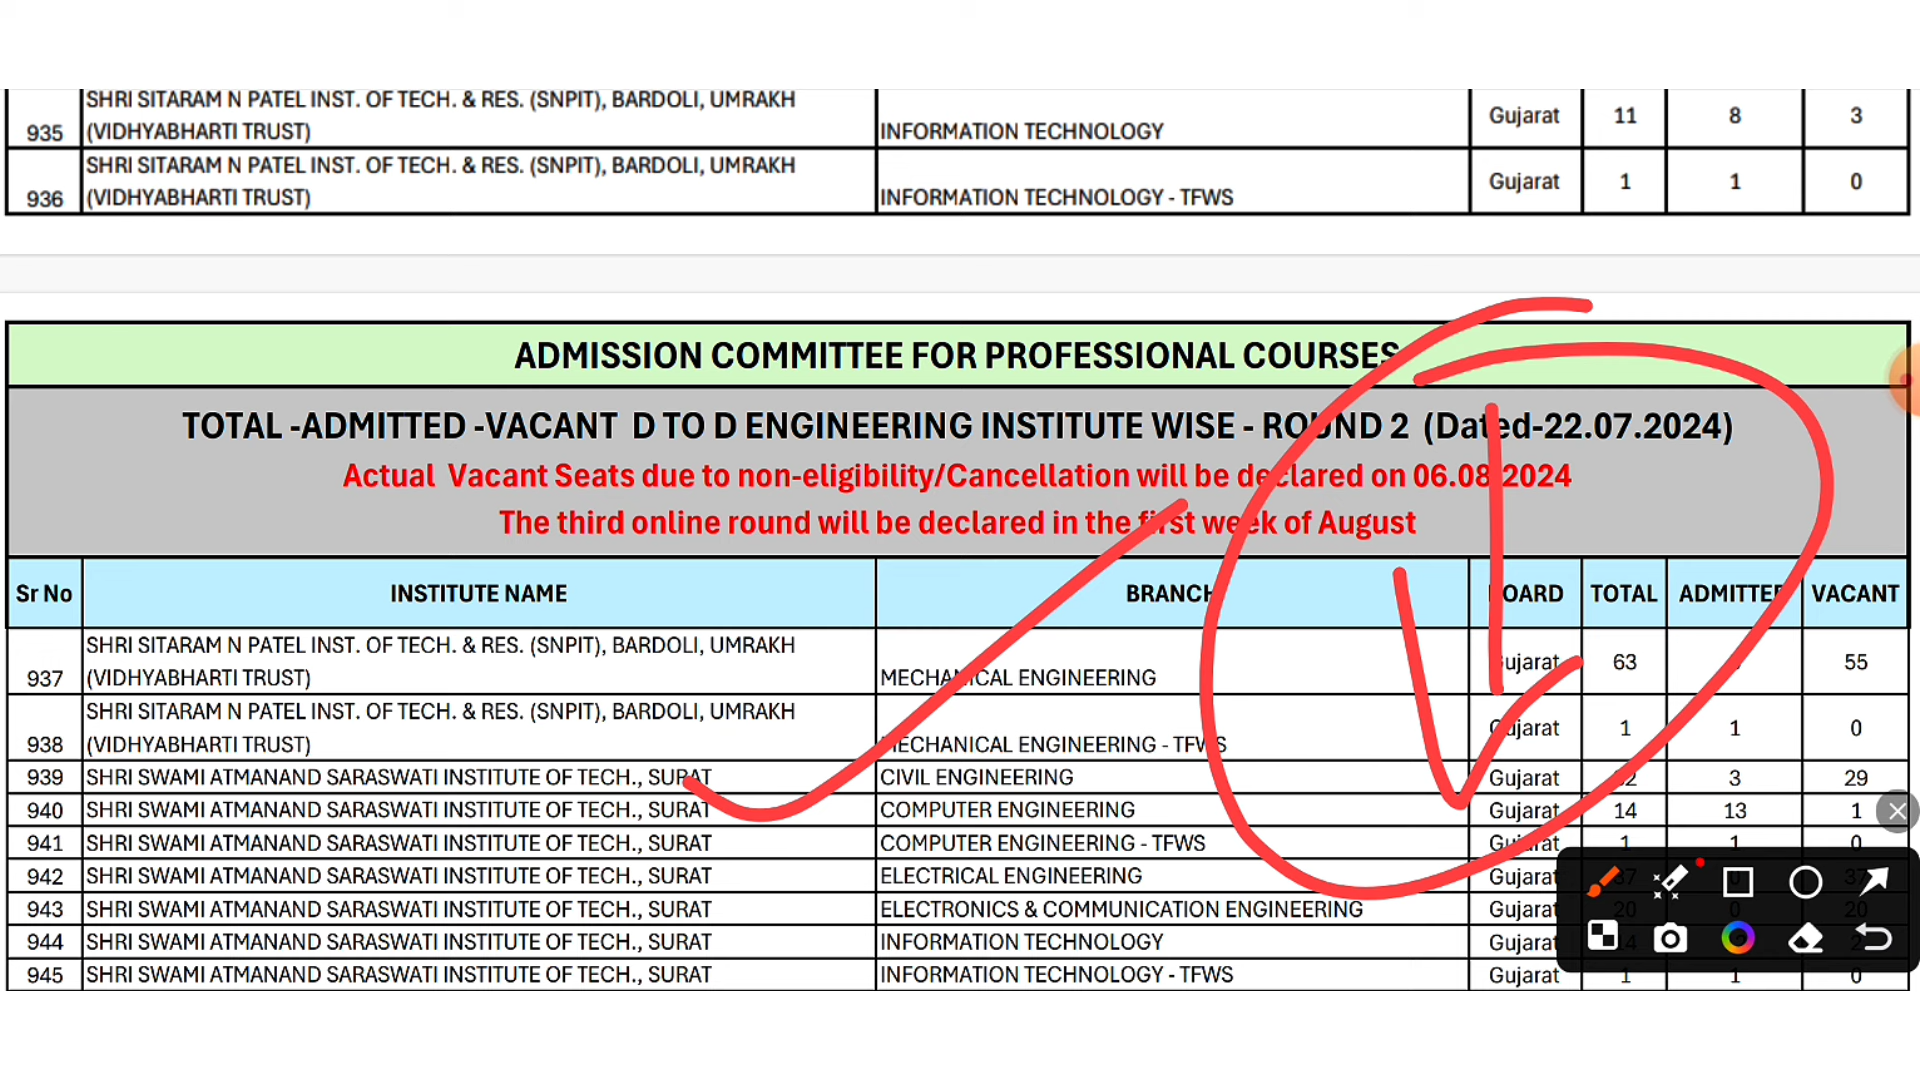 SHRI SITARAM N PATEL INST. OF TECH. & RES. (SNPIT), BARDOLI, UMRAKH
935 (VIDHYABHARTI TRUST) INFORMATION TECHNOLOGY Gujarat 11 8 3
SHRI SITARAM N PATEL INST. OF TECH. & RES. (SNPIT), BARDOLI, UMRAKH
936 (VIDHYABHARTI TRUST) INFORMATION TECHNOLOGY - TFWS Gujarat 1 1 0
ADMISSION COMMITTEE FOR PROFESSIONAL COURSES
TOTAL -ADMITTED -VACANT D TO D ENGINEERING INSTITUTE WISE - ROUND 2 (Dated-22.07.2024)
Actual Vacant Seats due to non-eligibility/Cancellation will be declared on 06.08.2024
The third online round will be declared in the first week of August
Sr No INSTITUTE NAME BRANCH BOARD TOTAL ADMITTED VACANT
SHRI SITARAM N PATEL INST. OF TECH. & RES. (SNPIT), BARDOLI, UMRAKH
937 (VIDHYABHARTI TRUST) MECHANICAL ENGINEERING Gujarat 63 55
SHRI SITARAM N PATEL INST. OF TECH. & RES. (SNPIT), BARDOLI, UMRAKH
938 (VIDHYABHARTI TRUST) MECHANICAL ENGINEERING - TFWS Gujarat 1 1 0
939 SHRI SWAMI ATMANAND SARASWATI INSTITUTE OF TECH., SURAT CIVIL ENGINEERING Gujarat 32 3 29
940 SHRI SWAMI ATMANAND SARASWATI INSTITUTE OF TECH., SURAT COMPUTER ENGINEERING Gujarat 14 13 1
941 SHRI SWAMI ATMANAND SARASWATI INSTITUTE OF TECH., SURAT COMPUTER ENGINEERING - TFWS Gujarat 1 1 0
942 SHRI SWAMI ATMANAND SARASWATI INSTITUTE OF TECH., SURAT ELECTRICAL ENGINEERING Gujarat 37 0 37
943 SHRI SWAMI ATMANAND SARASWATI INSTITUTE OF TECH., SURAT ELECTRONICS & COMMUNICATION ENGINEERING Gujarat 20 0 20
944 SHRI SWAMI ATMANAND SARASWATI INSTITUTE OF TECH., SURAT INFORMATION TECHNOLOGY Gujarat
945 SHRI SWAMI ATMANAND SARASWATI INSTITUTE OF TECH., SURAT INFORMATION TECHNOLOGY - TFWS Gujarat 1 1 0